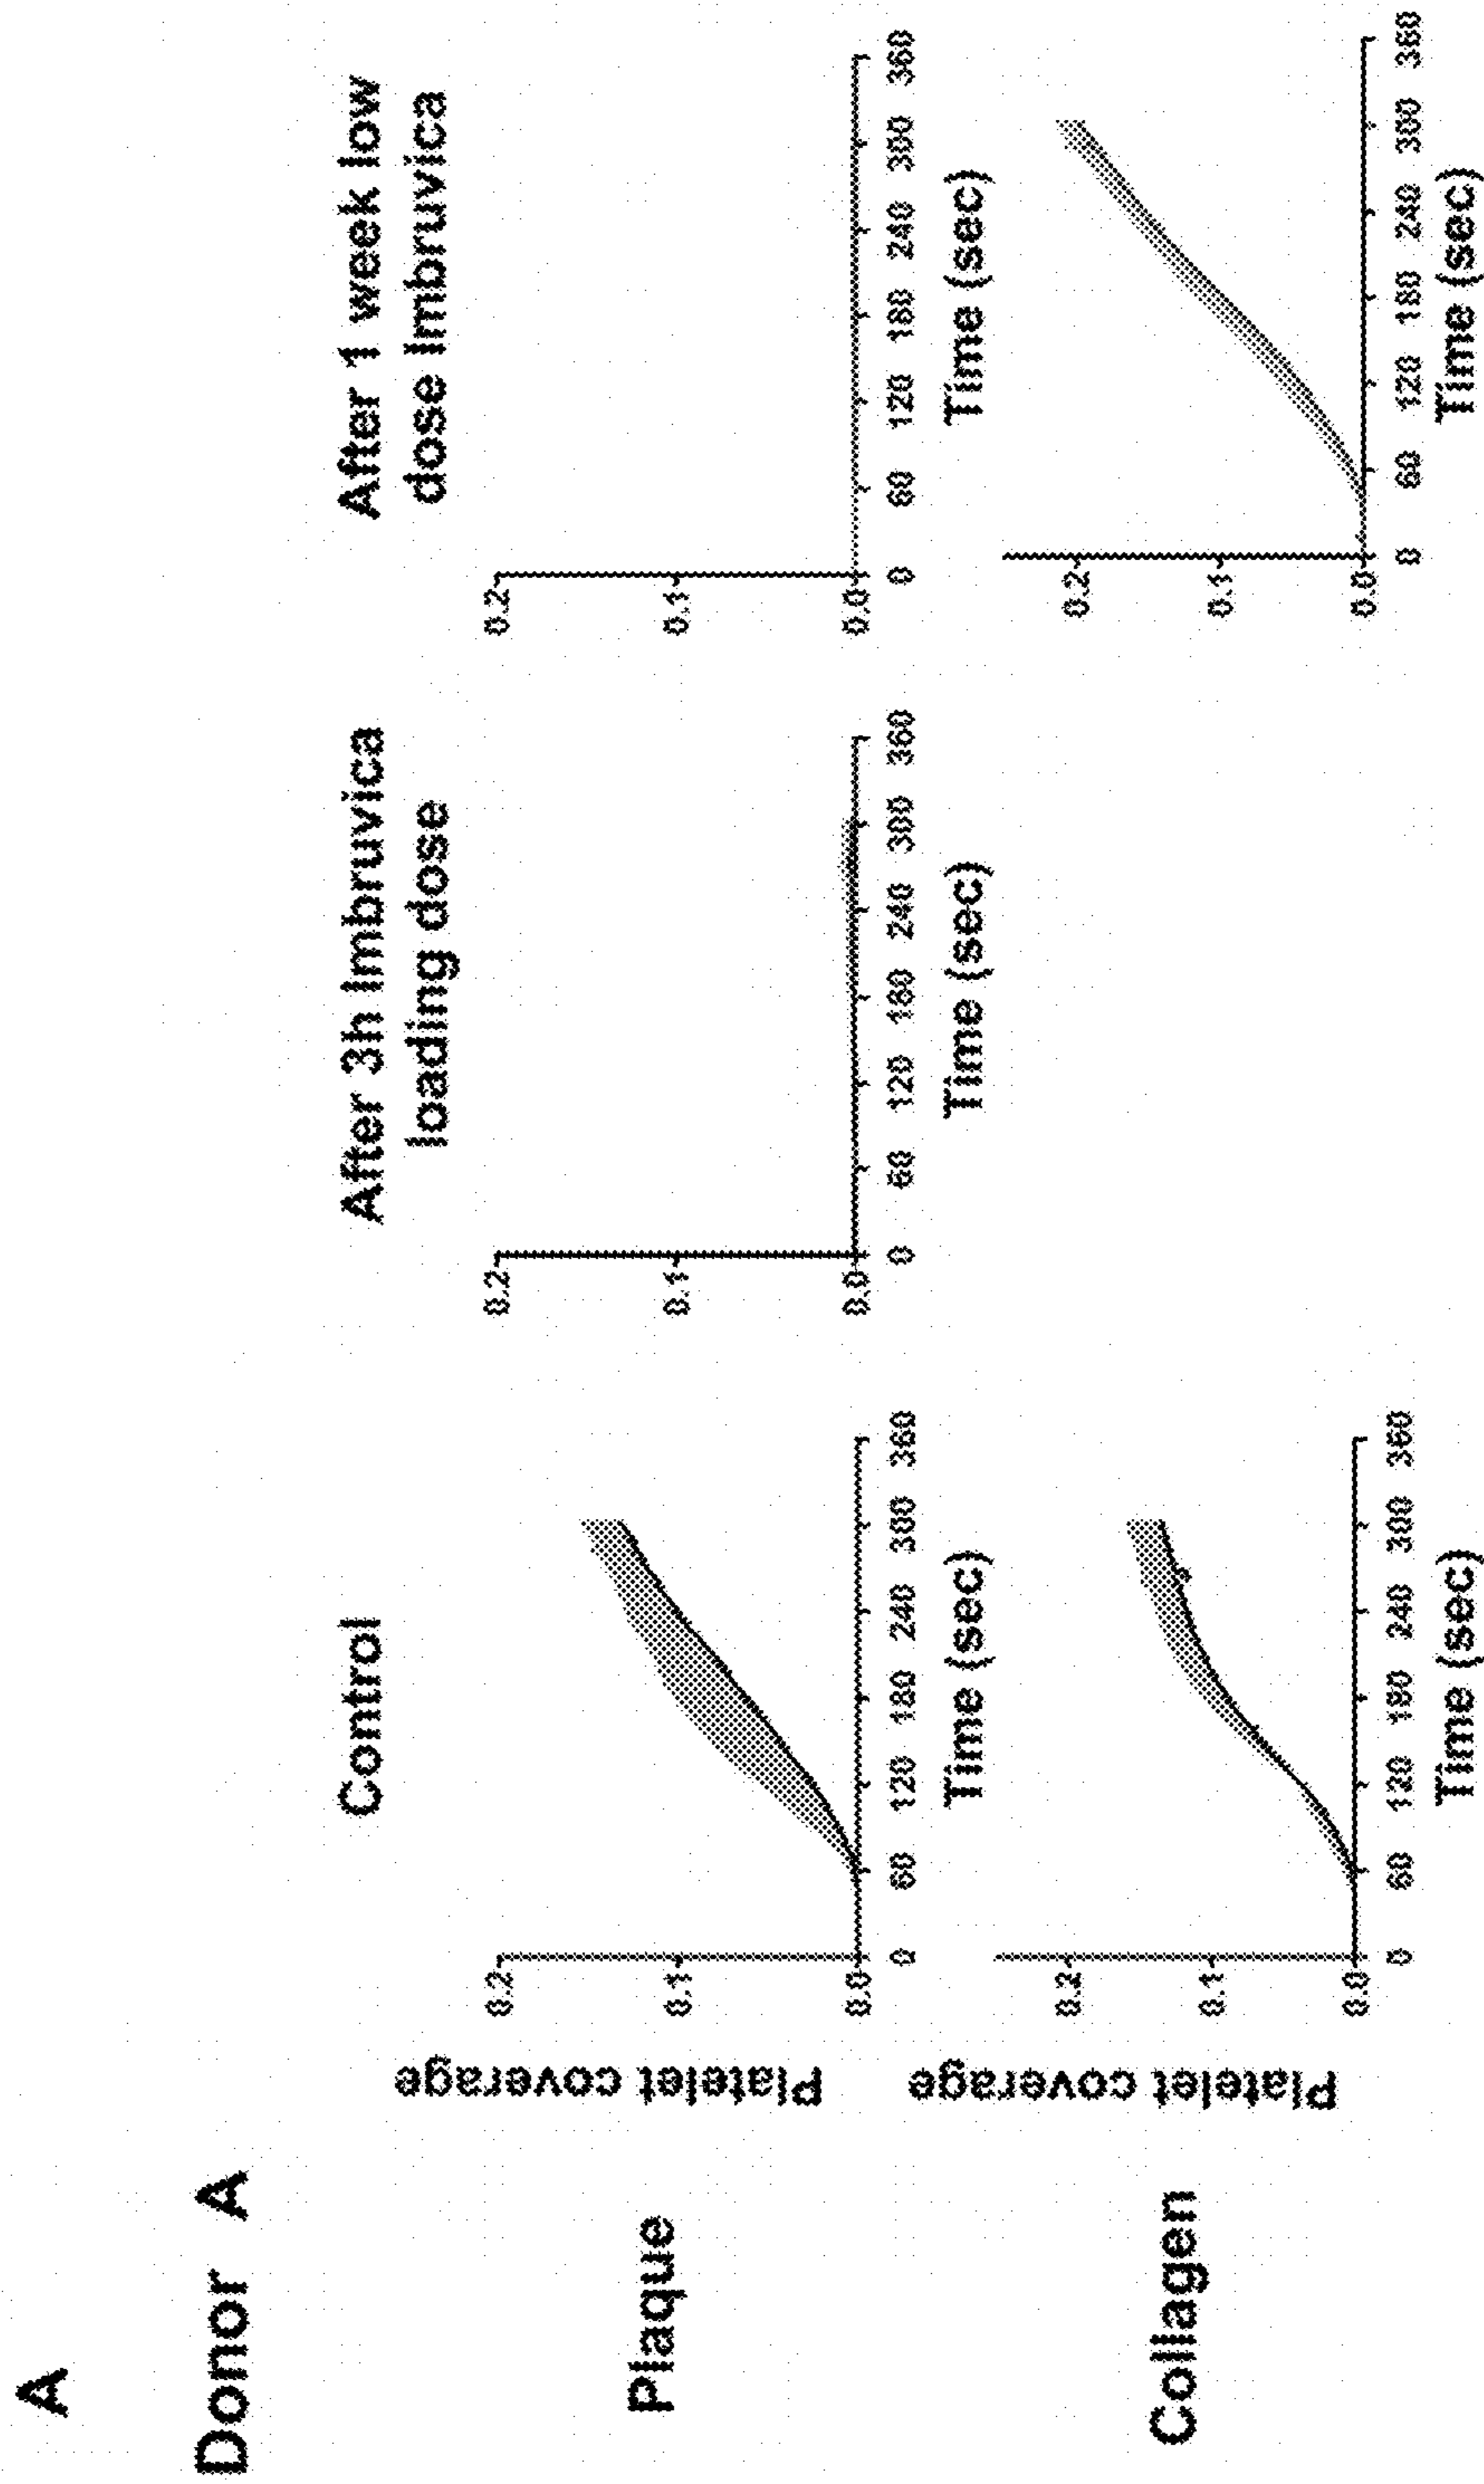 A
Donor A
Control
After 3h Imbruvica
loading dose
After 1 week low
dose Imbruvica
Plaque
Platelet coverage
0.2
0.1
0.0
0 60 120 180 240 300 360
Time (sec)
0.2
0.1
0.0
0 60 120 180 240 300 360
Time (sec)
0.2
0.1
0.0
0 60 120 180 240 300 360
Time (sec)
Collagen
Platelet coverage
0.2
0.1
0.0
0 60 120 180 240 300 360
Time (sec)
0.2
0.1
0.0
0 60 120 180 240 300 360
Time (sec)